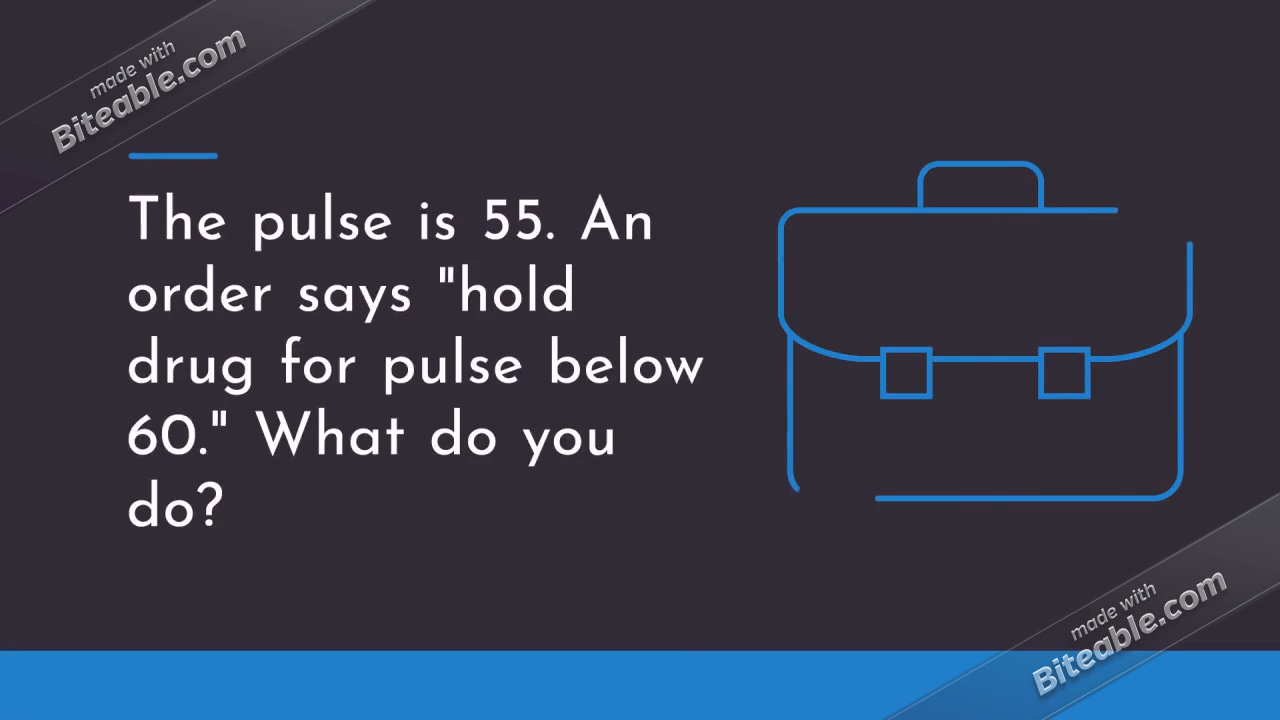 made with
Biteable.com
The pulse is 55. An
order says "hold
drug for pulse below
60." What do you
do?
made with
Biteable.com